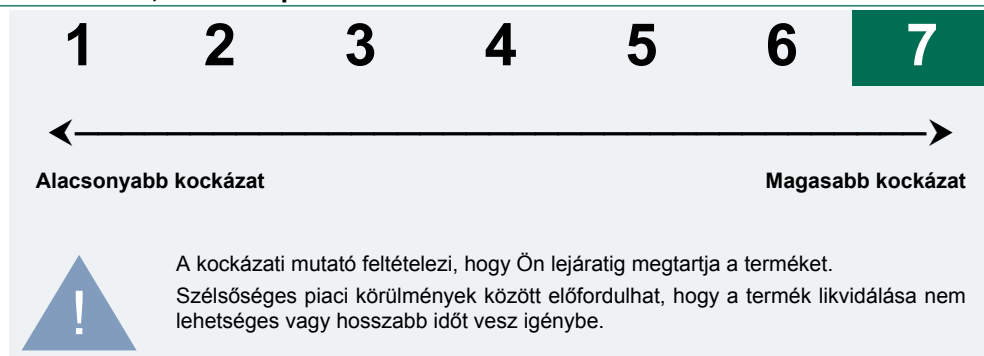 1 2 3 4 5 6 7
Alacsonyabb kockázat Magasabb kockázat
A kockázati mutató feltételezi, hogy Ön lejáratig megtartja a terméket.
Szélsőséges piaci körülmények között előfordulhat, hogy a termék likvidálása nem
lehetséges vagy hosszabb időt vesz igénybe.
!